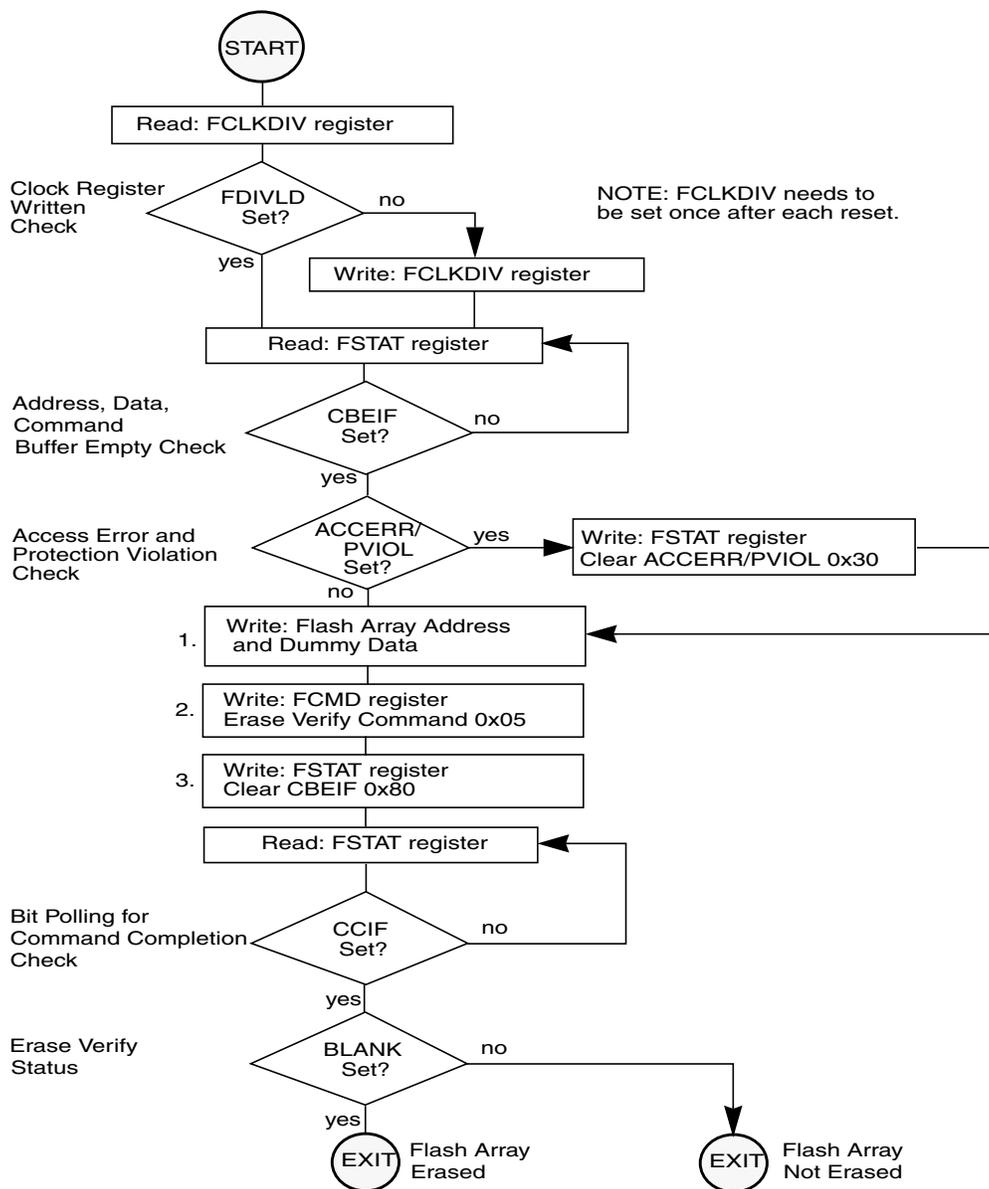 START
Read: FCLKDIV register
Clock Register
Written
Check
FDIVLD
Set?
no
yes
NOTE: FCLKDIV needs to
be set once after each reset.
Write: FCLKDIV register
Read: FSTAT register
Address, Data,
Command
Buffer Empty Check
CBEIF
Set?
no
yes
Access Error and
Protection Violation
Check
ACCERR/
PVIOL
Set?
yes
no
Write: FSTAT register
Clear ACCERR/PVIOL 0x30
1.
Write: Flash Array Address
and Dummy Data
2.
Write: FCMD register
Erase Verify Command 0x05
3.
Write: FSTAT register
Clear CBEIF 0x80
Read: FSTAT register
Bit Polling for
Command Completion
Check
CCIF
Set?
no
yes
Erase Verify
Status
BLANK
Set?
no
yes
EXIT
Flash Array
Erased
EXIT
Flash Array
Not Erased